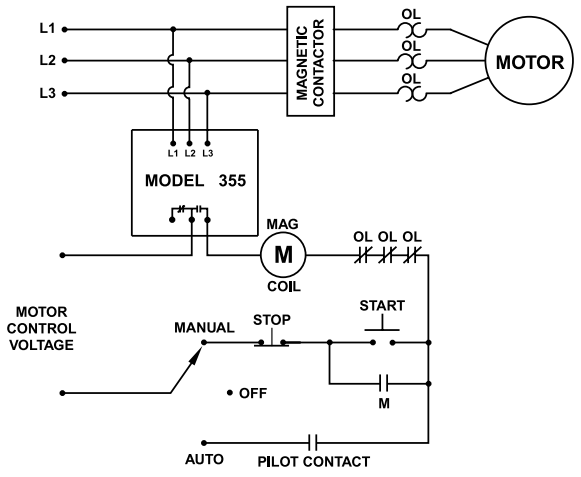 L1
L2
L3
MAGNETIC
CONTACTOR
OL
OL
OL
MOTOR
L1 L2 L3
MODEL 355
MAG
M
COIL
OL OL OL
MOTOR
CONTROL
VOLTAGE
MANUAL
STOP
START
OFF
M
AUTO
PILOT CONTACT